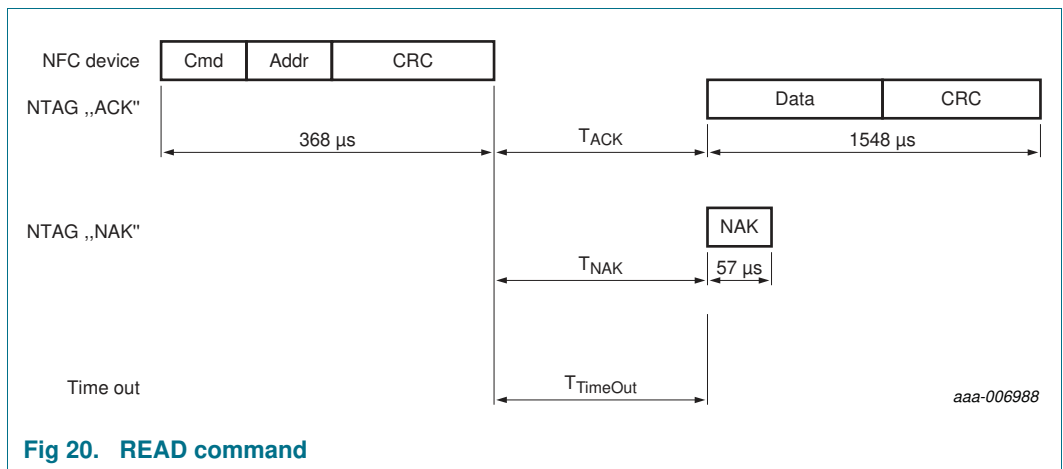 NFC device Cmd Addr CRC
NTAG ,,ACK" Data CRC
368 µs TACK 1548 µs
NTAG ,,NAK" NAK
TNAK 57 µs
Time out TTimeOut aaa-006988
Fig 20. READ command